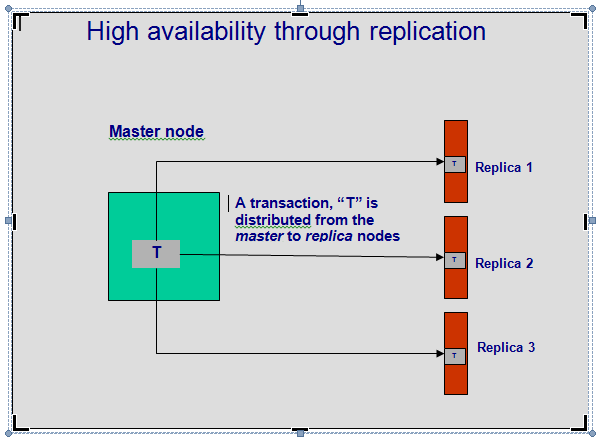 High availability through replication
Master node
A transaction, “T” is
distributed from the
master to replica nodes
T
T
Replica 1
T
Replica 2
T
Replica 3